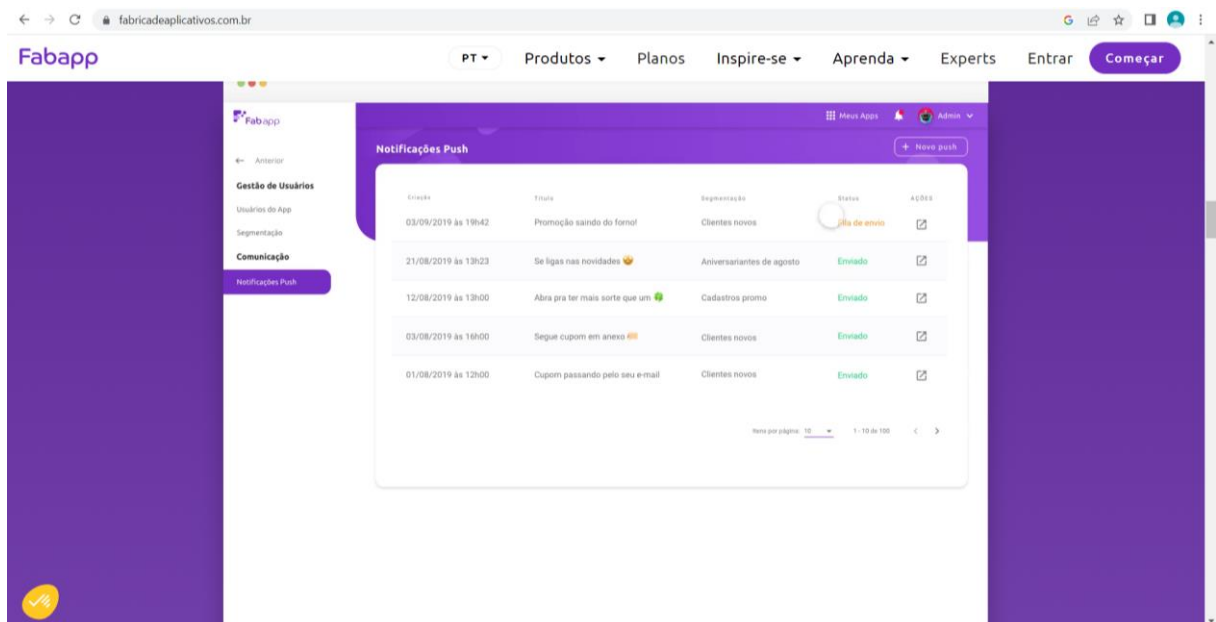 fabricadeaplicativos.com.br
Fabapp PT Produtos Planos Inspire-se Aprenda Experts Entrar Começar
Fabapp Meus Apps Admin
Notificações Push + Novo push
Anterior
Gestão de Usuários
Usuários do App
Segmentação
Comunicação
Notificações Push
Criação Título Segmentação Status AÇÕES
03/09/2019 às 19h42 Promoção saindo do forno! Clientes novos de envio
21/08/2019 às 13h23 Se ligas nas novidades 🤩 Aniversariantes de agosto Enviado
12/08/2019 às 13h00 Abra pra ter mais sorte que um 🍀 Cadastros promo Enviado
03/08/2019 às 16h00 Segue cupom em anexo 🎫 Clientes novos Enviado
01/08/2019 às 12h00 Cupom passando pelo seu e-mail Clientes novos Enviado
Itens por página: 10 1 - 10 de 100